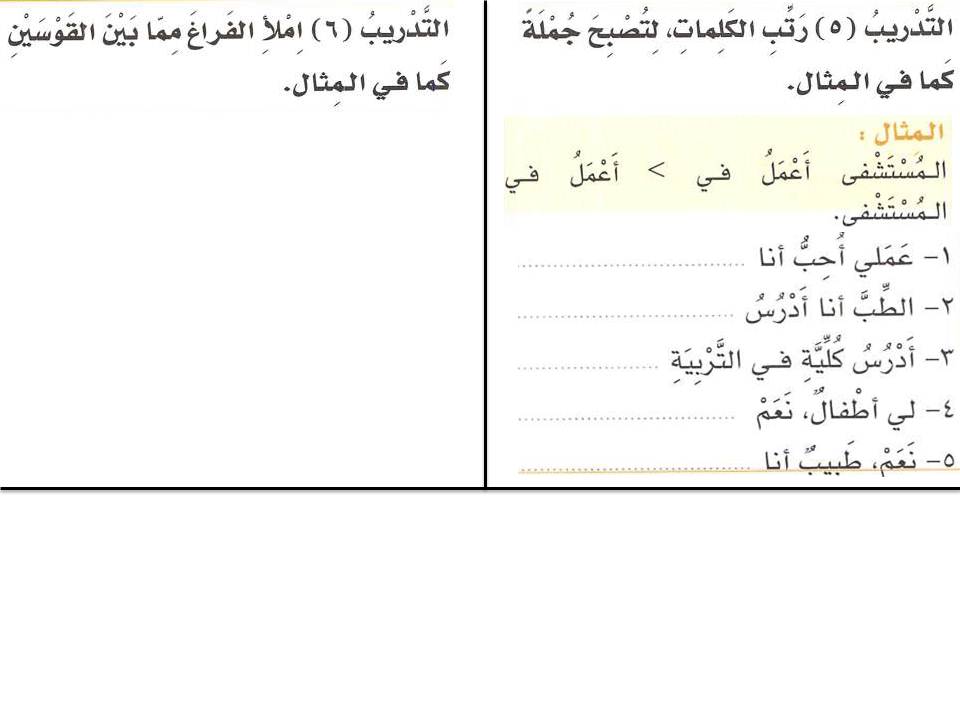 التَّدْريبُ (٥) رَتِّبِ الكَلِماتِ، لِتُصْبِحَ جُمْلَةً
كَما في المِثال.
المثال :
المُسْتَشْفى أَعْمَلُ في > أَعْمَلُ في
المُسْتَشْفى.
١- عَمَلي أُحِبُّ أنا ................
٢- الطِّبَّ أنا أَدْرُسُ ................
٣- أَدْرُسُ كُلِّيَّةِ في التَّرْبِيَةِ ................
٤- لي أطْفالٌ، نَعَمْ ................
٥- نَعَمْ، طَبيبٌ أنا ................
التَّدْريبُ (٦) اِمْلأِ الفَراغَ مِمّا بَيْنَ القَوْسَيْنِ
كَما في المِثال.